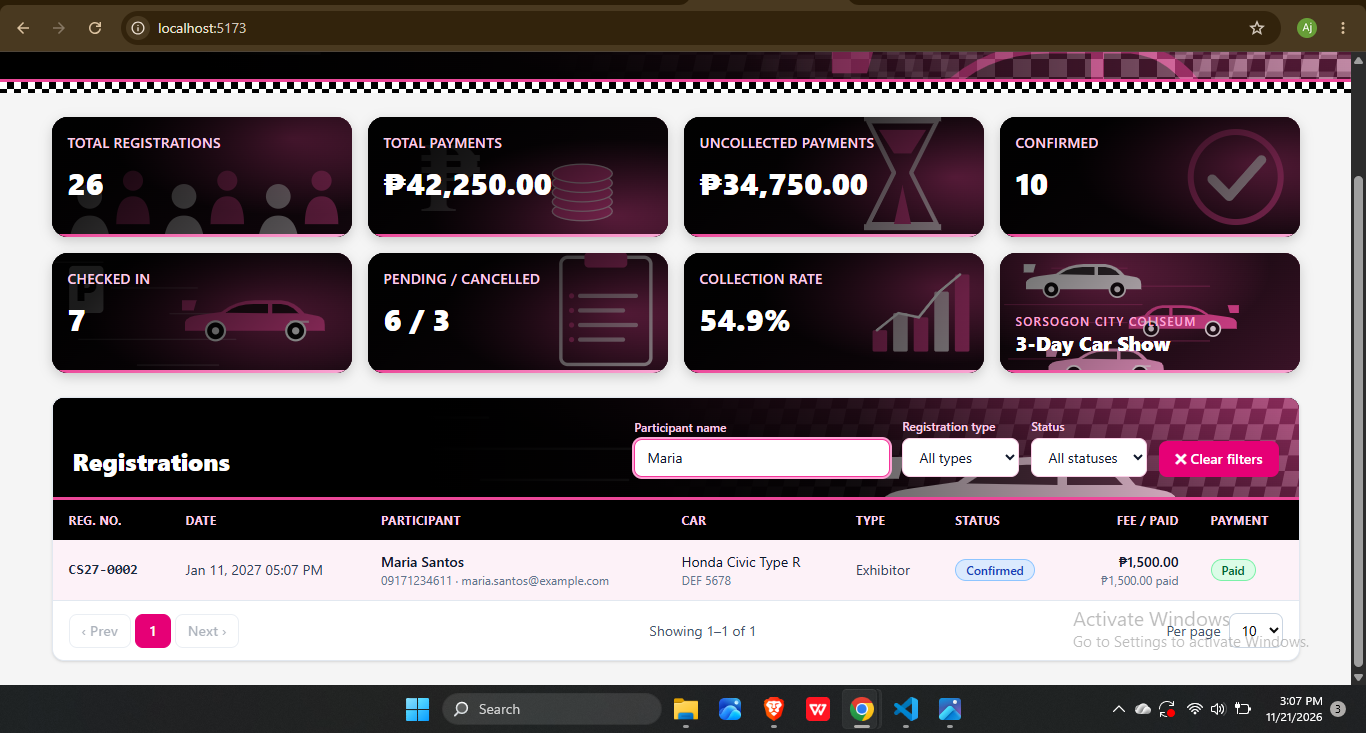 localhost:5173
Aj
TOTAL REGISTRATIONS
26
TOTAL PAYMENTS
₱42,250.00
UNCOLLECTED PAYMENTS
₱34,750.00
CONFIRMED
10
CHECKED IN
7
PENDING / CANCELLED
6 / 3
COLLECTION RATE
54.9%
SORSOGON CITY COLISEUM
3-Day Car Show
Registrations
Participant name
Maria
Registration type
All types
Status
All statuses
× Clear filters
REG. NO. DATE PARTICIPANT CAR TYPE STATUS FEE / PAID PAYMENT
CS27-0002 Jan 11, 2027 05:07 PM Maria Santos Honda Civic Type R Exhibitor Confirmed ₱1,500.00 Paid
09171234611 · maria.santos@example.com DEF 5678 ₱1,500.00 paid
‹ Prev 1 Next › Showing 1–1 of 1 Per page 10
Activate Windows
Go to Settings to activate Windows.
Search
3:07 PM
11/21/2026
3